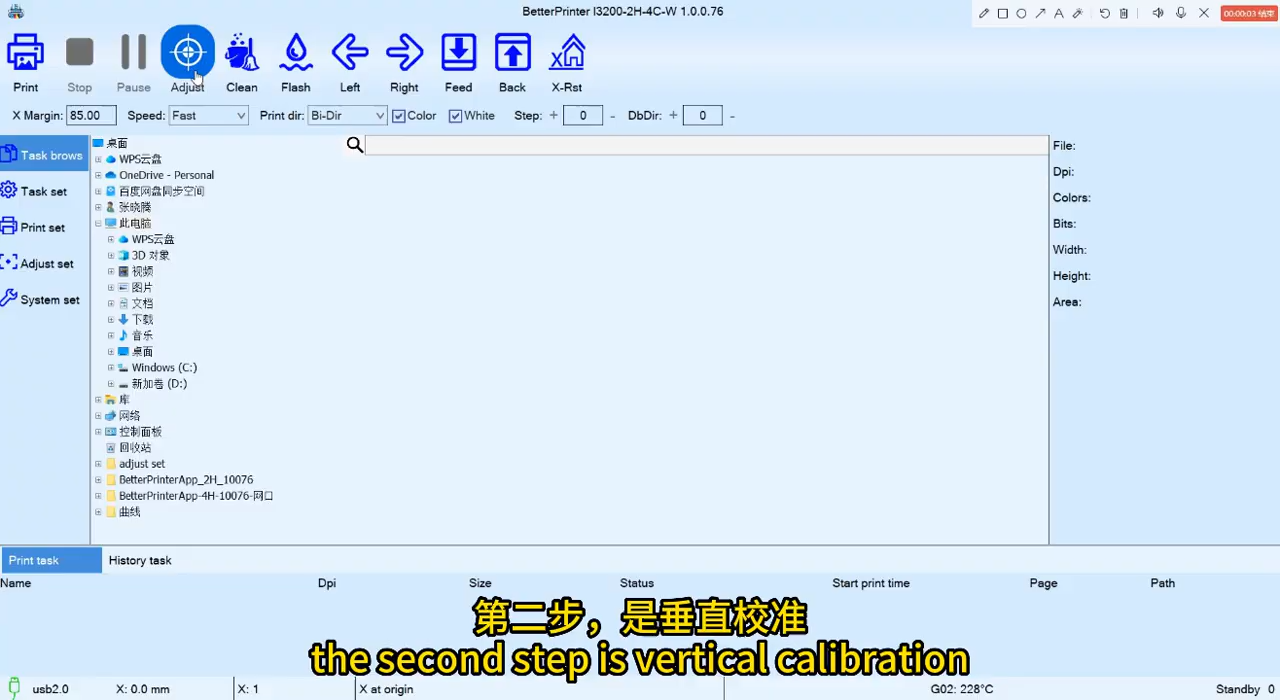 BetterPrinter I3200-2H-4C-W 1.0.0.76
00:00:03 结束
Print Stop Pause Adjust Clean Flash Left Right Feed Back X-Rst
X Margin: 85.00 Speed: Fast Print dir: Bi-Dir Color White Step: + 0 - DbDir: + 0 -
Task brows
Task set
Print set
Adjust set
System set
桌面
WPS云盘
OneDrive - Personal
百度网盘同步空间
张晓腾
此电脑
WPS云盘
3D 对象
视频
图片
文档
下载
音乐
桌面
Windows (C:)
新加卷 (D:)
库
网络
控制面板
回收站
adjust set
BetterPrinterApp_2H_10076
BetterPrinterApp-4H-10076-网口
曲线
File:
Dpi:
Colors:
Bits:
Width:
Height:
Area:
Print task History task
Name Dpi Size Status Start print time Page Path
第二步，是垂直校准
the second step is vertical calibration
usb2.0 X: 0.0 mm X: 1 X at origin G02: 228°C Standby 0